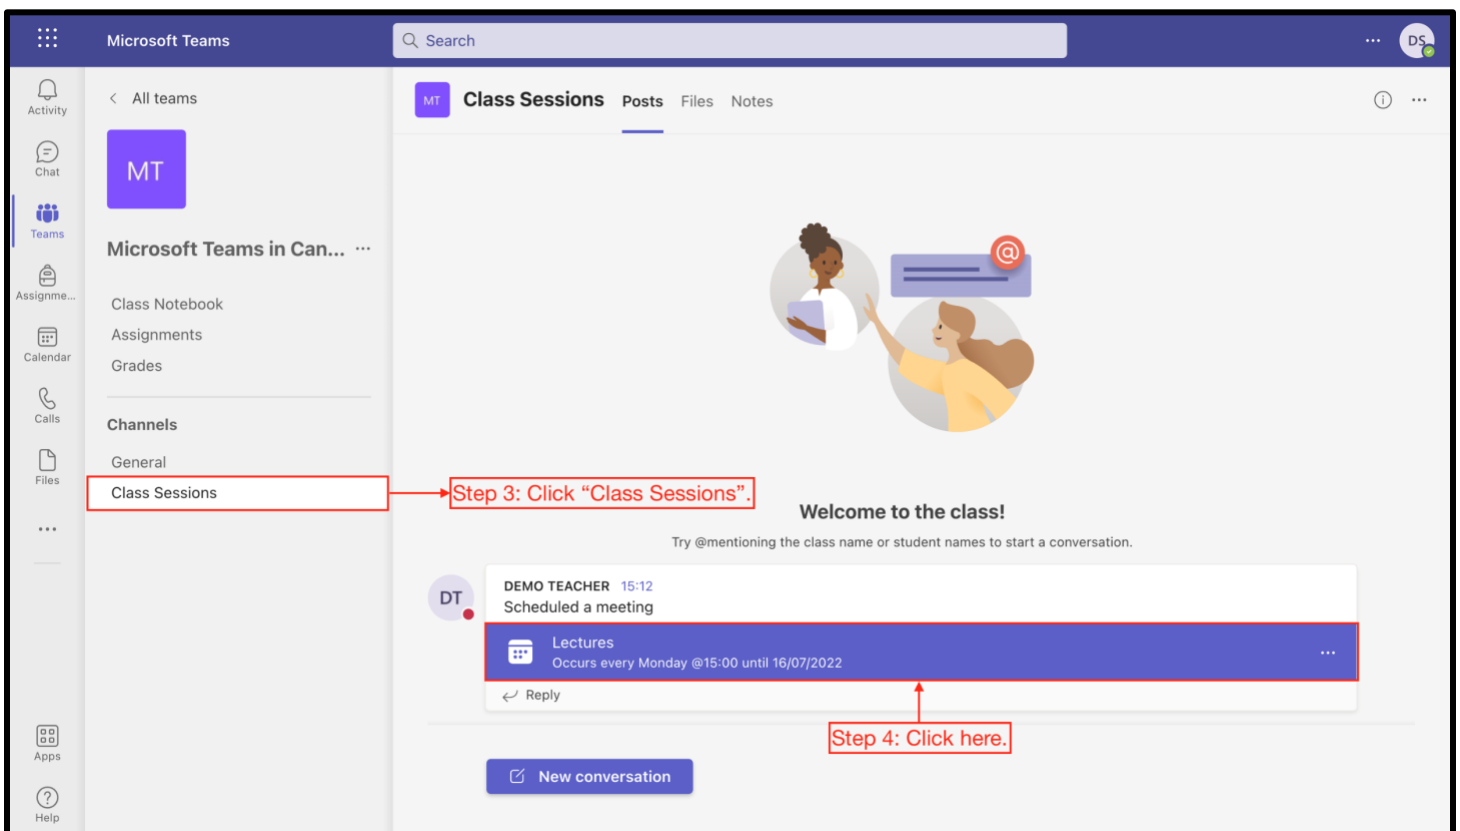 Microsoft Teams
Search
DS
Activity
Chat
Teams
Assignme...
Calendar
Calls
Files
Apps
Help
All teams
MT
Microsoft Teams in Can...
Class Notebook
Assignments
Grades
Channels
General
Class Sessions
MT Class Sessions Posts Files Notes
@
Step 3: Click “Class Sessions”.
Welcome to the class!
Try @mentioning the class name or student names to start a conversation.
DT
DEMO TEACHER 15:12
Scheduled a meeting
Lectures
Occurs every Monday @15:00 until 16/07/2022
Reply
Step 4: Click here.
New conversation